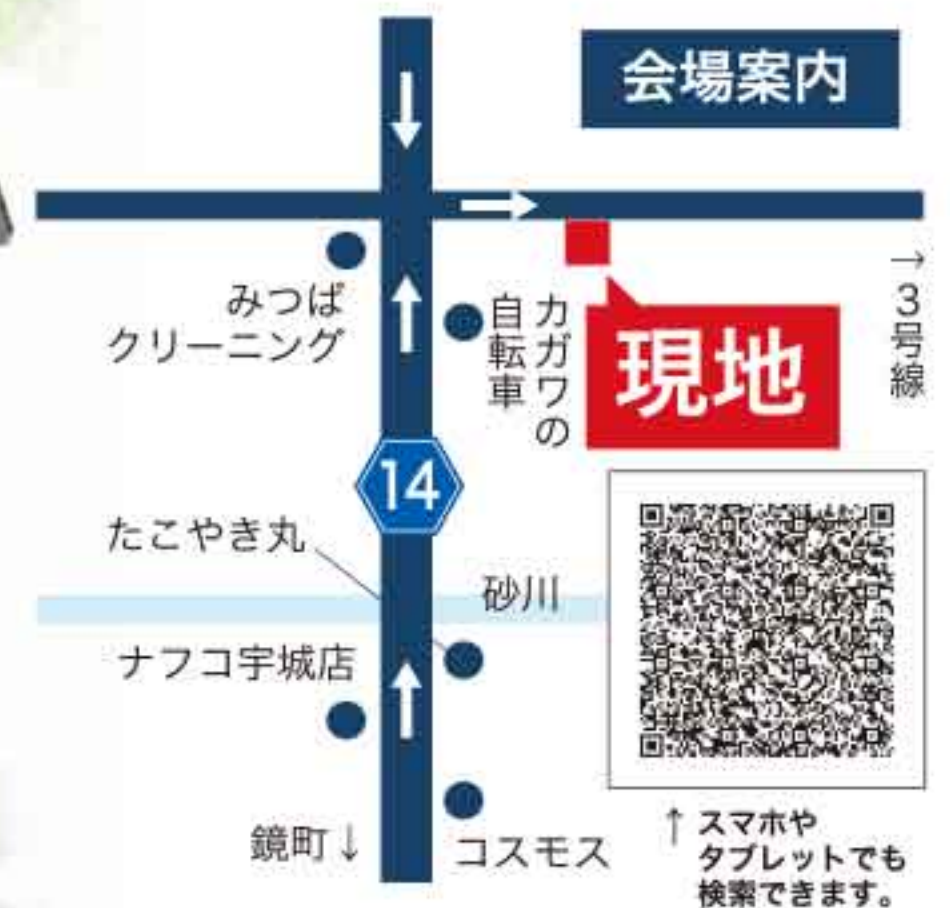 会場案内
みつば
クリーニング
カガワの
自転車
現地
→3号線
14
たこやき丸
砂川
ナフコ宇城店
鏡町↓
コスモス
↑ スマホや
タブレットでも
検索できます。